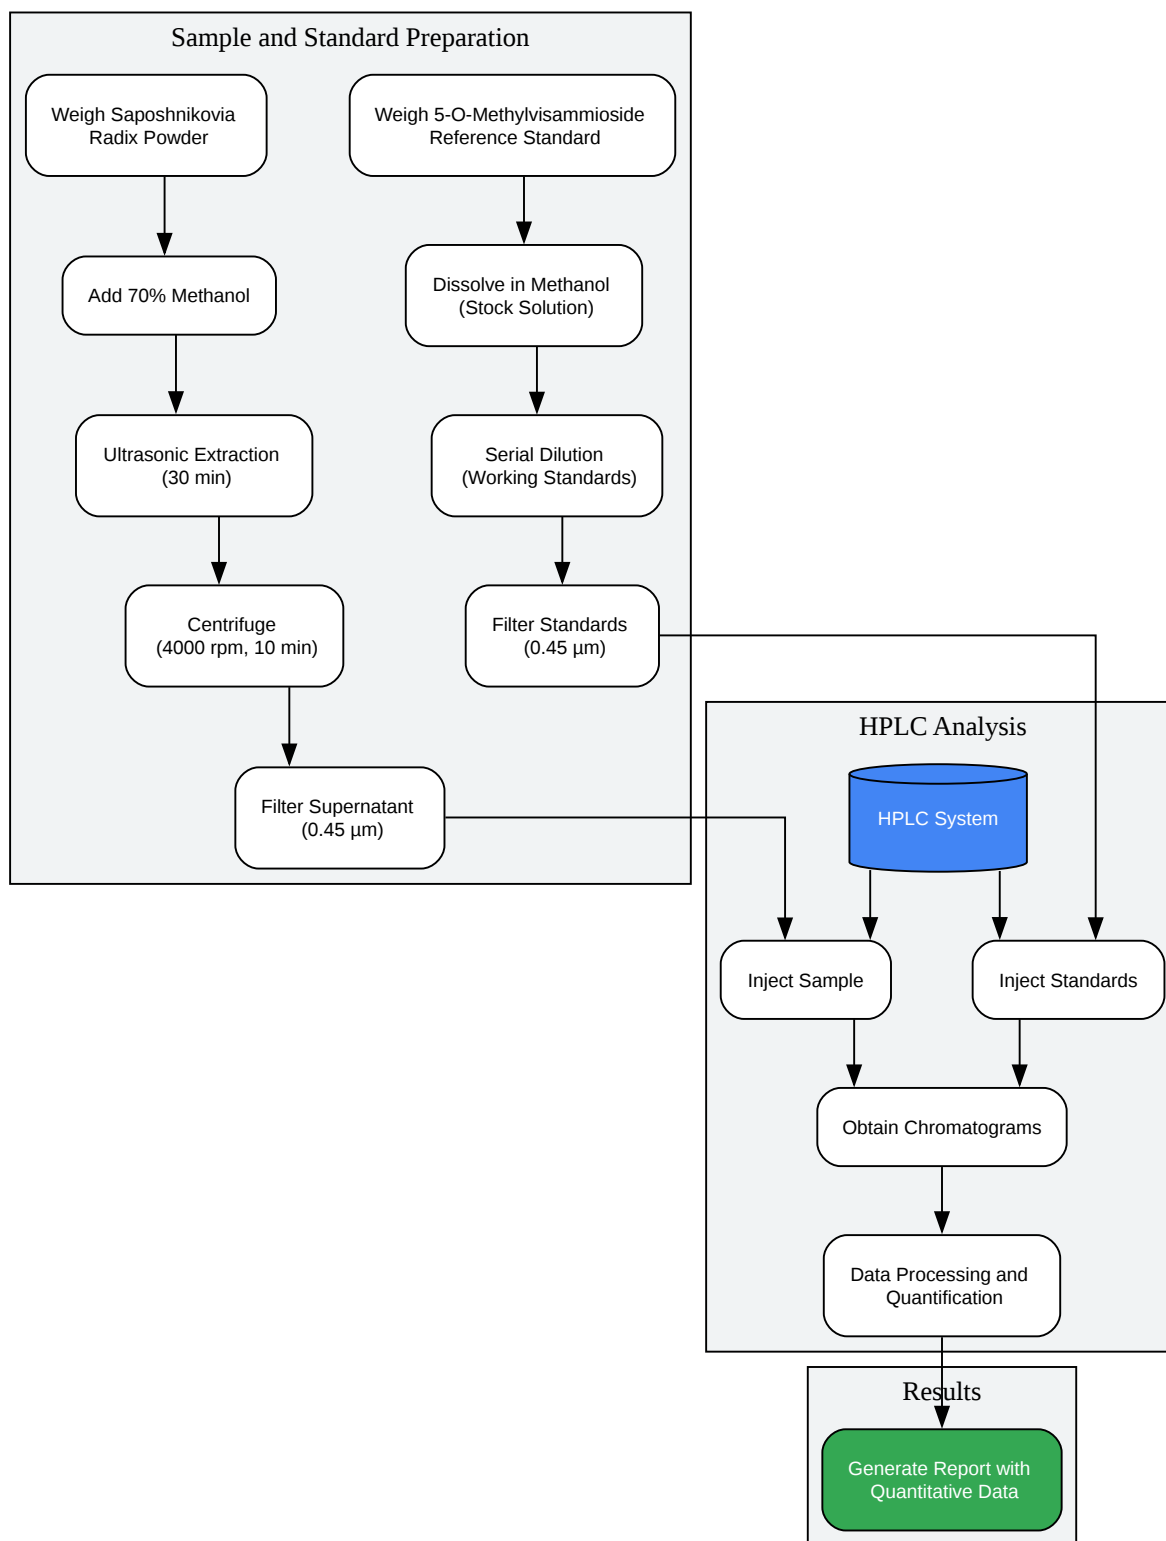 Sample and Standard Preparation
Weigh Saposhnikovia
Radix Powder
Weigh 5-O-Methylvisammioside
Reference Standard
Add 70% Methanol
Dissolve in Methanol
(Stock Solution)
Ultrasonic Extraction
(30 min)
Serial Dilution
(Working Standards)
Centrifuge
(4000 rpm, 10 min)
Filter Standards
(0.45 µm)
Filter Supernatant
(0.45 µm)
HPLC Analysis
HPLC System
Inject Sample
Inject Standards
Obtain Chromatograms
Data Processing and
Quantification
Results
Generate Report with
Quantitative Data